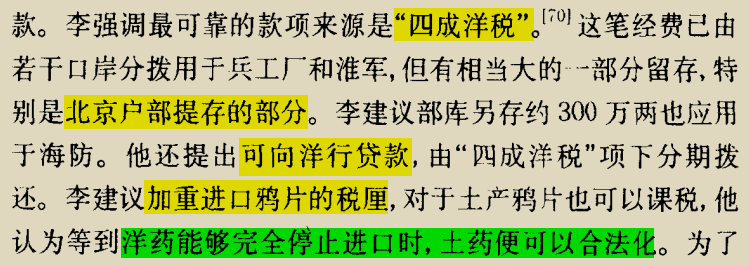 款。李强调最可靠的款项来源是“四成洋税”。[70]这笔经费已由
若干口岸分拨用于兵工厂和淮军,但有相当大的一部分留存,特
别是北京户部提存的部分。李建议部库另存约 300 万两也应用
于海防。他还提出可向洋行贷款,由“四成洋税”项下分期拨
还。李建议加重进口鸦片的税厘,对于土产鸦片也可以课税,他
认为等到洋药能够完全停止进口时,土药便可以合法化。为了